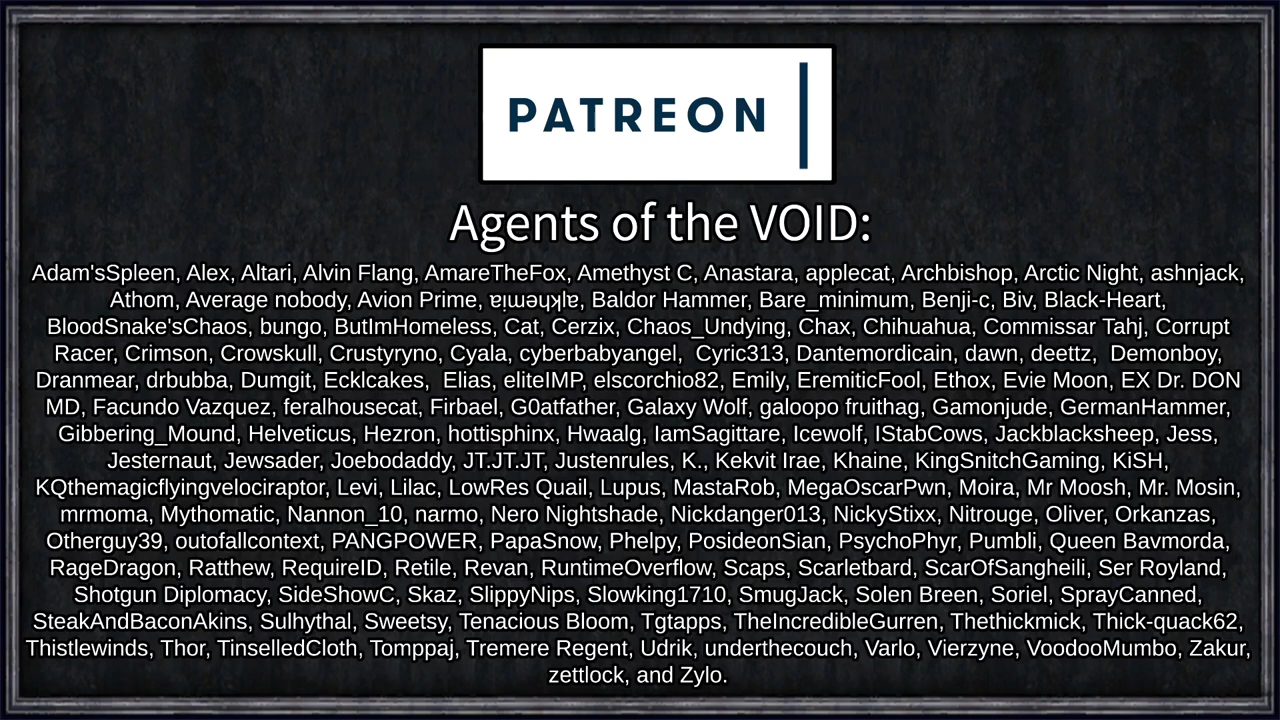 PATREON
Agents of the VOID:
Adam'sSpleen, Alex, Altari, Alvin Flang, AmareTheFox, Amethyst C, Anastara, applecat, Archbishop, Arctic Night, ashnjack,
Athom, Average nobody, Avion Prime, ɐıɯǝɥʞlɐ, Baldor Hammer, Bare_minimum, Benji-c, Biv, Black-Heart,
BloodSnake'sChaos, bungo, ButImHomeless, Cat, Cerzix, Chaos_Undying, Chax, Chihuahua, Commissar Tahj, Corrupt
Racer, Crimson, Crowskull, Crustyryno, Cyala, cyberbabyangel, Cyric313, Dantemordicain, dawn, deettz, Demonboy,
Dranmear, drbubba, Dumgit, Ecklcakes, Elias, eliteIMP, elscorchio82, Emily, EremiticFool, Ethox, Evie Moon, EX Dr. DON
MD, Facundo Vazquez, feralhousecat, Firbael, G0atfather, Galaxy Wolf, galoopo fruithag, Gamonjude, GermanHammer,
Gibbering_Mound, Helveticus, Hezron, hottisphinx, Hwaalg, IamSagittare, Icewolf, IStabCows, Jackblacksheep, Jess,
Jesternaut, Jewsader, Joebodaddy, JT.JT.JT, Justenrules, K., Kekvit Irae, Khaine, KingSnitchGaming, KiSH,
KQthemagicflyingvelociraptor, Levi, Lilac, LowRes Quail, Lupus, MastaRob, MegaOscarPwn, Moira, Mr Moosh, Mr. Mosin,
mrmoma, Mythomatic, Nannon_10, narmo, Nero Nightshade, Nickdanger013, NickyStixx, Nitrouge, Oliver, Orkanzas,
Otherguy39, outofallcontext, PANGPOWER, PapaSnow, Phelpy, PosideonSian, PsychoPhyr, Pumbli, Queen Bavmorda,
RageDragon, Ratthew, RequireID, Retile, Revan, RuntimeOverflow, Scaps, Scarletbard, ScarOfSangheili, Ser Royland,
Shotgun Diplomacy, SideShowC, Skaz, SlippyNips, Slowking1710, SmugJack, Solen Breen, Soriel, SprayCanned,
SteakAndBaconAkins, Sulhythal, Sweetsy, Tenacious Bloom, Tgtapps, TheIncredibleGurren, Thethickmick, Thick-quack62,
Thistlewinds, Thor, TinselledCloth, Tomppaj, Tremere Regent, Udrik, underthecouch, Varlo, Vierzyne, VoodooMumbo, Zakur,
zettlock, and Zylo.